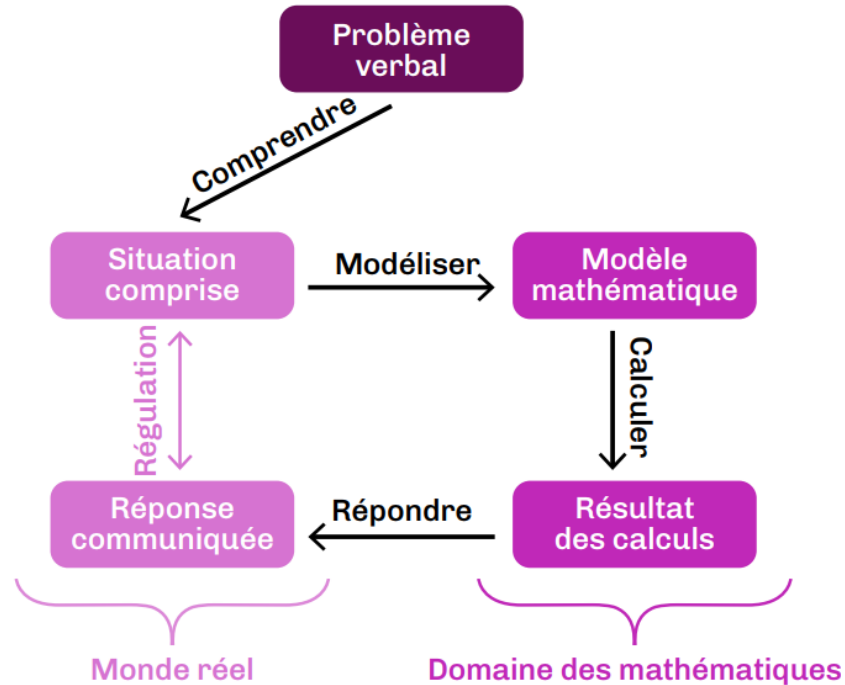 Problème
verbal
Comprendre
Situation
comprise
Modéliser
Modèle
mathématique
Régulation
Calculer
Réponse
communiquée
Répondre
Résultat
des calculs
Monde réel
Domaine des mathématiques